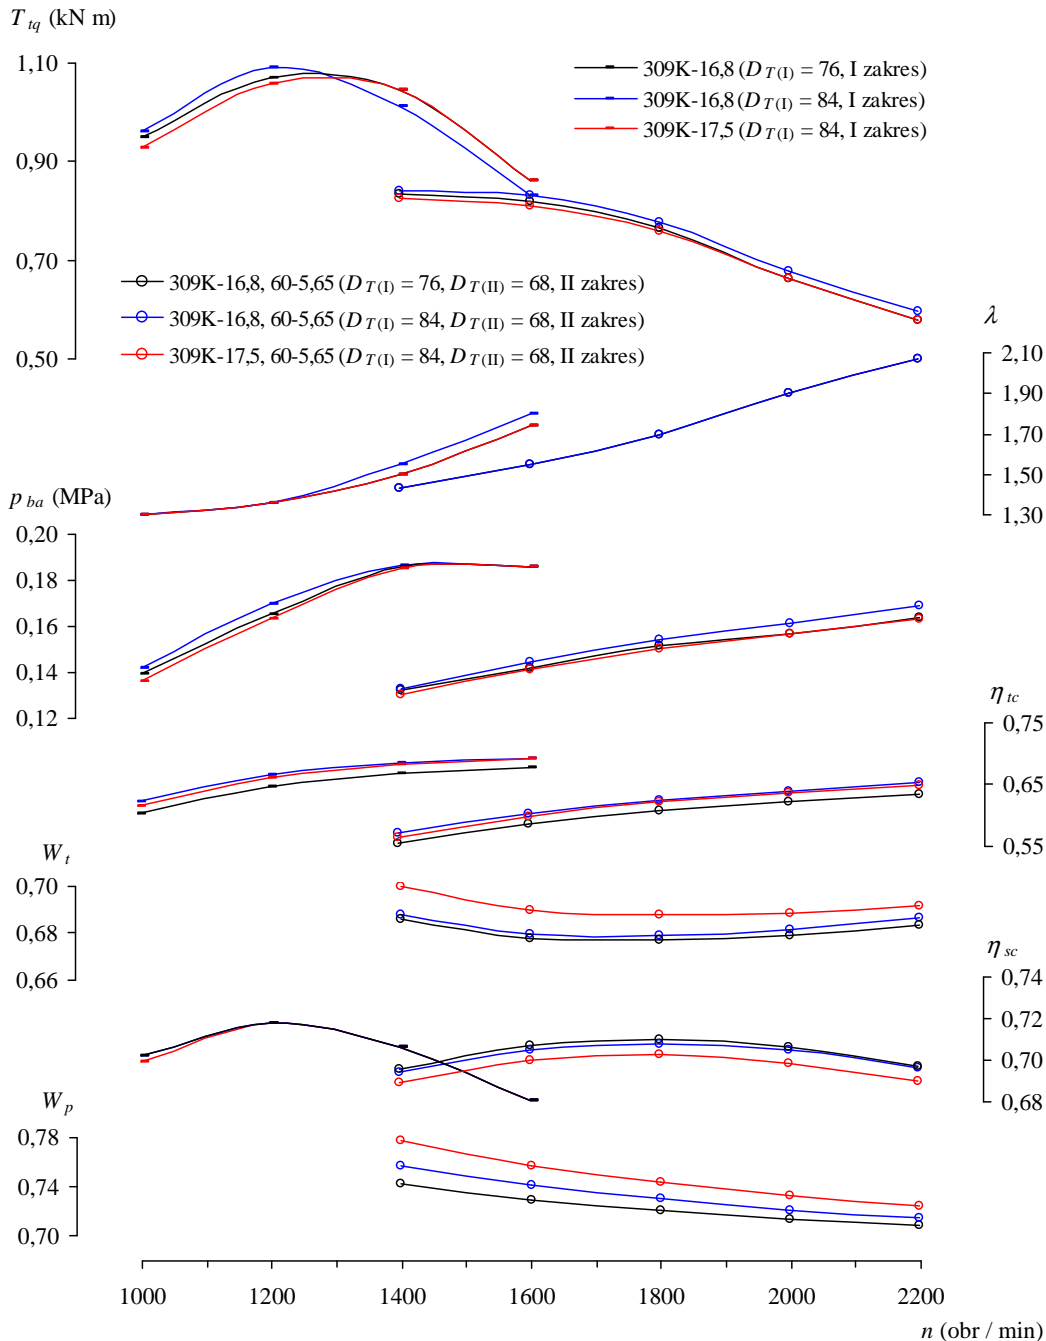 T tq (kN m)
1,10
0,90
0,70
0,50
309K-16,8 (D T(I) = 76, I zakres)
309K-16,8 (D T(I) = 84, I zakres)
309K-17,5 (D T(I) = 84, I zakres)
309K-16,8, 60-5,65 (D T(I) = 76, D T(II) = 68, II zakres)
309K-16,8, 60-5,65 (D T(I) = 84, D T(II) = 68, II zakres)
309K-17,5, 60-5,65 (D T(I) = 84, D T(II) = 68, II zakres)
λ
2,10
1,90
1,70
1,50
1,30
p ba (MPa)
0,20
0,18
0,16
0,14
0,12
η tc
0,75
0,65
0,55
W t
0,70
0,68
0,66
η sc
0,74
0,72
0,70
0,68
W p
0,78
0,74
0,70
1000 1200 1400 1600 1800 2000 2200
n (obr / min)